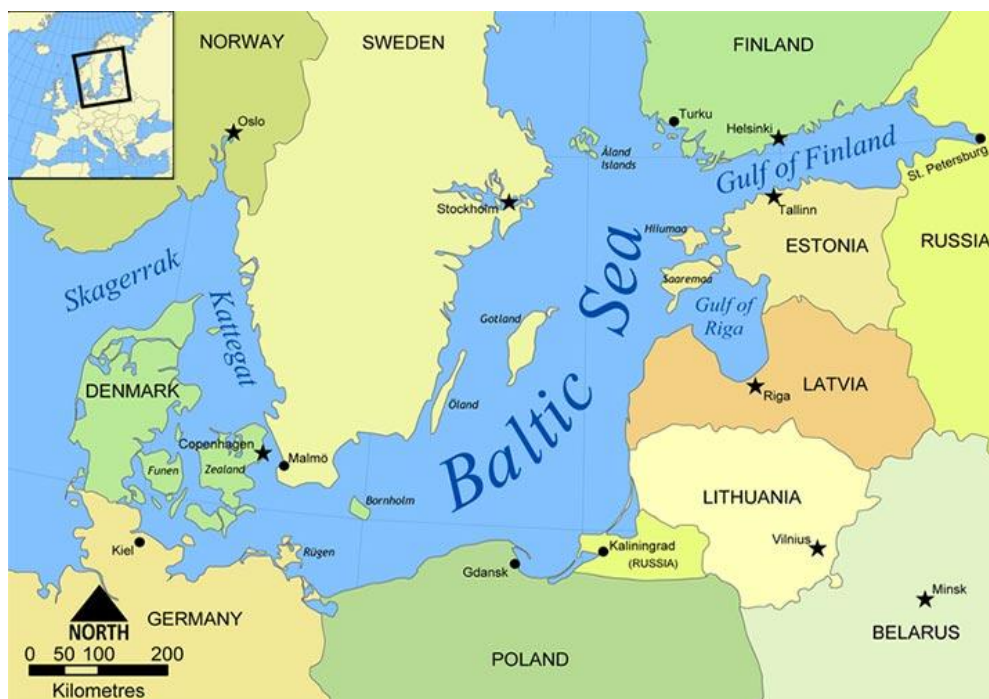 NORWAY
SWEDEN
FINLAND
Oslo
Turku
Helsinki
Åland
Islands
Gulf of Finland
St. Petersburg
Stockholm
Tallinn
Hiiumaa
ESTONIA
RUSSIA
Skagerrak
Kattegat
Saaremaa
Gulf of
Riga
Gotland
Baltic Sea
DENMARK
Öland
Riga
LATVIA
Copenhagen
Malmö
Funen
Zealand
Bornholm
LITHUANIA
Kiel
Rügen
Gdansk
Kaliningrad
(RUSSIA)
Vilnius
Minsk
GERMANY
NORTH
POLAND
BELARUS
0 50 100 200
Kilometres